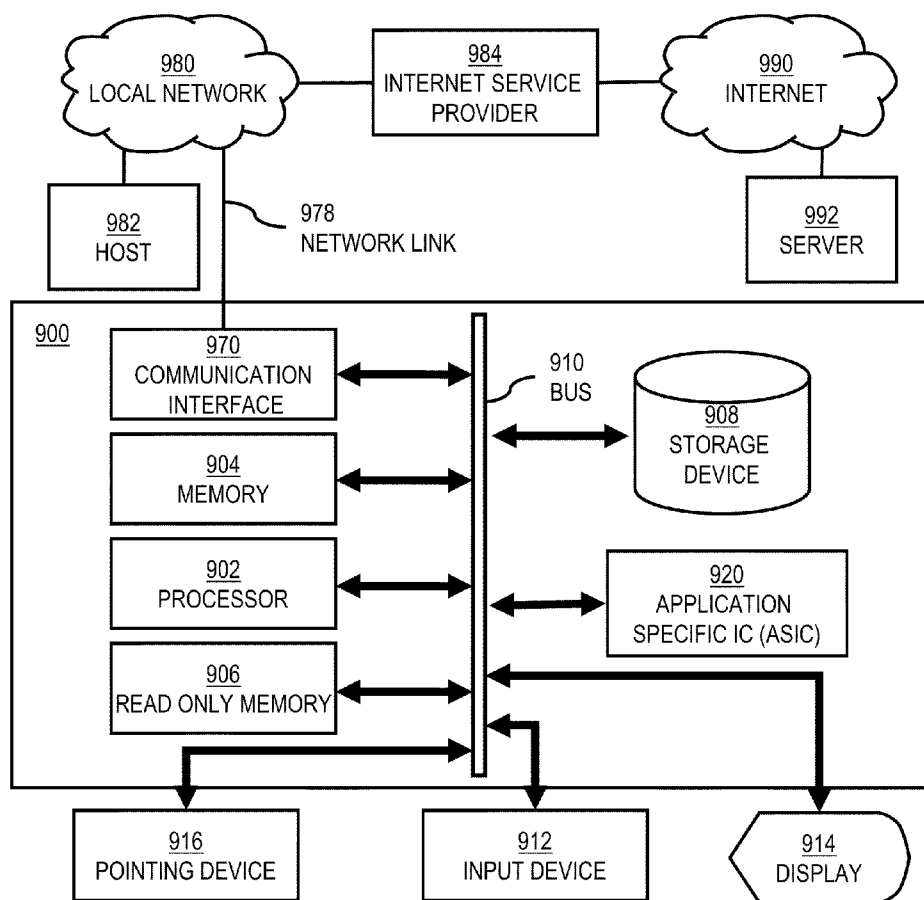 980
LOCAL NETWORK
984
INTERNET SERVICE
PROVIDER
990
INTERNET
982
HOST
978
NETWORK LINK
992
SERVER
900
970
COMMUNICATION
INTERFACE
910
BUS
908
STORAGE
DEVICE
904
MEMORY
902
PROCESSOR
920
APPLICATION
SPECIFIC IC (ASIC)
906
READ ONLY MEMORY
916
POINTING DEVICE
912
INPUT DEVICE
914
DISPLAY